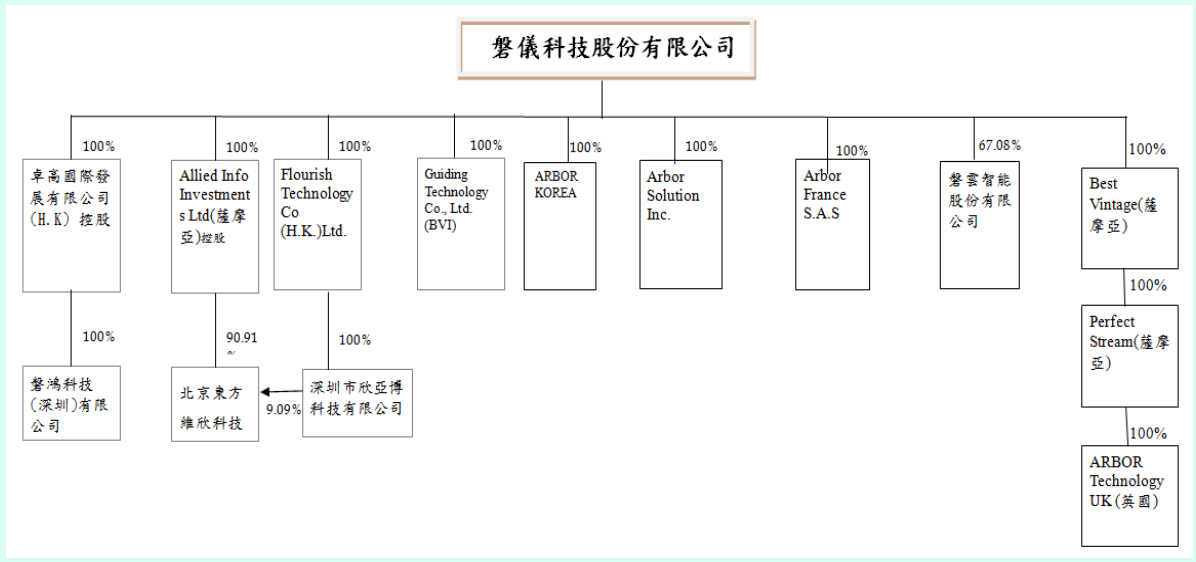 磐儀科技股份有限公司
100%
100%
100%
100%
100%
100%
100%
67.08%
100%
卓高國際發
展有限公司
(H.K) 控股
Allied Info
Investment
s Ltd(薩摩
亞)控股
Flourish
Technology
Co
(H.K.)Ltd.
Guiding
Technology
Co., Ltd.
(BVI)
ARBOR
KOREA
Arbor
Solution
Inc.
Arbor
France
S.A.S
磐雲智能
股份有限
公司
Best
Vintage(薩
摩亞)
100%
90.91
%
100%
100%
磐鴻科技
(深圳)有限
公司
北京東方
維欣科技
9.09%
深圳市欣亞博
科技有限公司
Perfect
Stream(薩摩
亞)
100%
ARBOR
Technology
UK(英國)